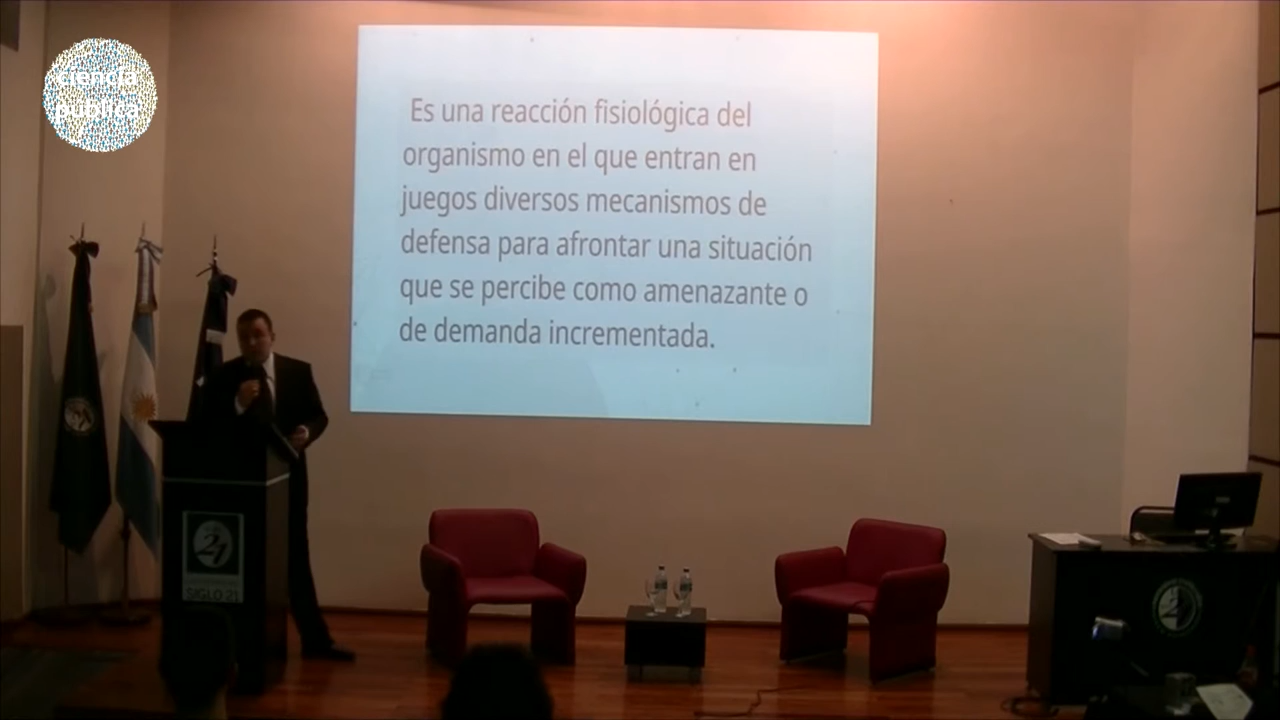 ciencia
pública
Es una reacción fisiológica del
organismo en el que entran en
juegos diversos mecanismos de
defensa para afrontar una situación
que se percibe como amenazante o
de demanda incrementada.
21
SIGLO 21